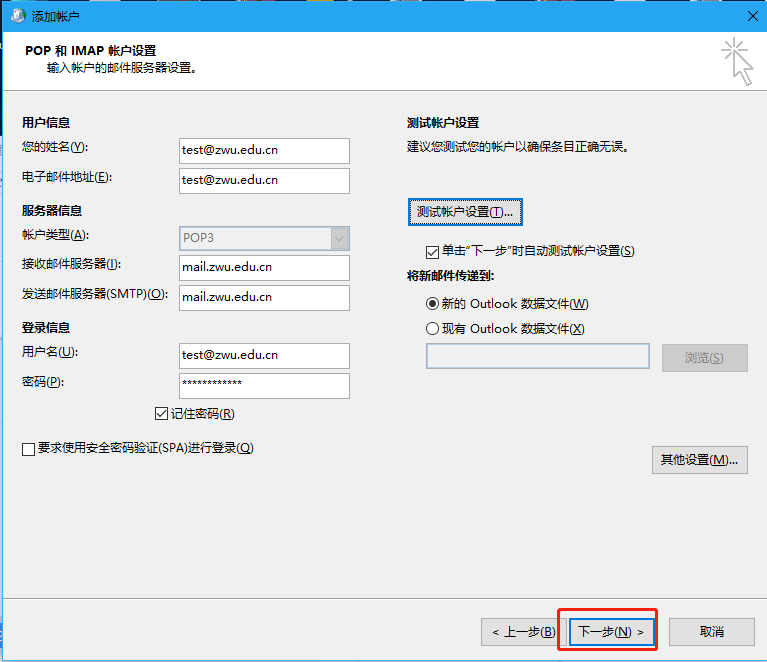 添加帐户
POP 和 IMAP 帐户设置
输入帐户的邮件服务器设置。
用户信息
您的姓名(Y):
test@zwu.edu.cn
电子邮件地址(E):
test@zwu.edu.cn
服务器信息
帐户类型(A):
POP3
接收邮件服务器(I):
mail.zwu.edu.cn
发送邮件服务器(SMTP)(O):
mail.zwu.edu.cn
登录信息
用户名(U):
test@zwu.edu.cn
密码(P):
************
记住密码(R)
要求使用安全密码验证(SPA)进行登录(Q)
测试帐户设置
建议您测试您的帐户以确保条目正确无误。
测试帐户设置(T)...
单击“下一步”时自动测试帐户设置(S)
将新邮件传递到:
新的 Outlook 数据文件(W)
现有 Outlook 数据文件(X)
浏览(S)
其他设置(M)...
< 上一步(B)
下一步(N) >
取消